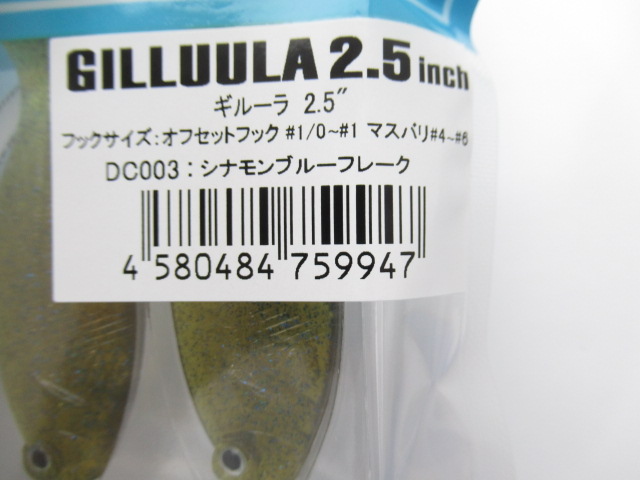 GILLUULA 2.5 inch
ギルーラ 2.5″
フックサイズ:オフセットフック #1/0~#1 マスバリ#4~#6
DC003:シナモンブルーフレーク
4 580484 759947